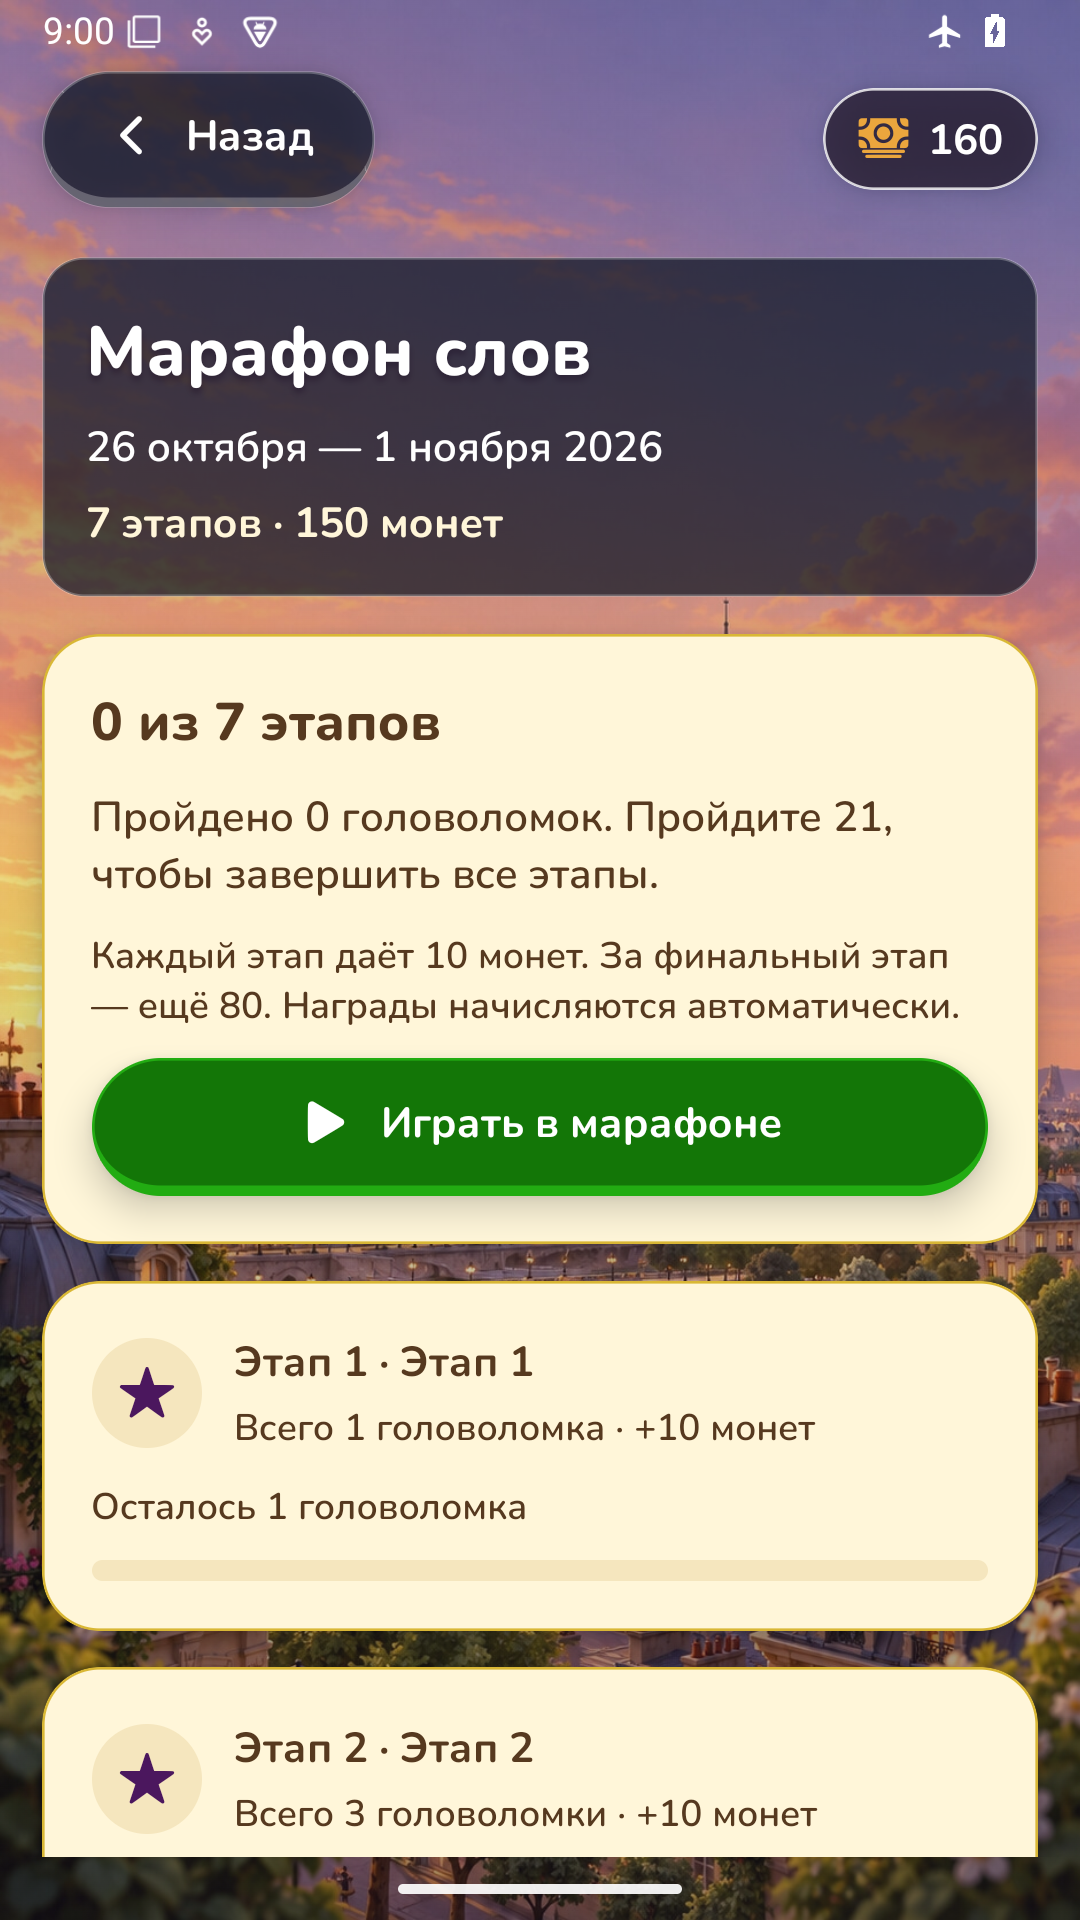 9:00
Назад
160
Марафон слов
26 октября — 1 ноября 2026
7 этапов · 150 монет
0 из 7 этапов
Пройдено 0 головоломок. Пройдите 21,
чтобы завершить все этапы.
Каждый этап даёт 10 монет. За финальный этап
— ещё 80. Награды начисляются автоматически.
Играть в марафоне
Этап 1 · Этап 1
Всего 1 головоломка · +10 монет
Осталось 1 головоломка
Этап 2 · Этап 2
Всего 3 головоломки · +10 монет